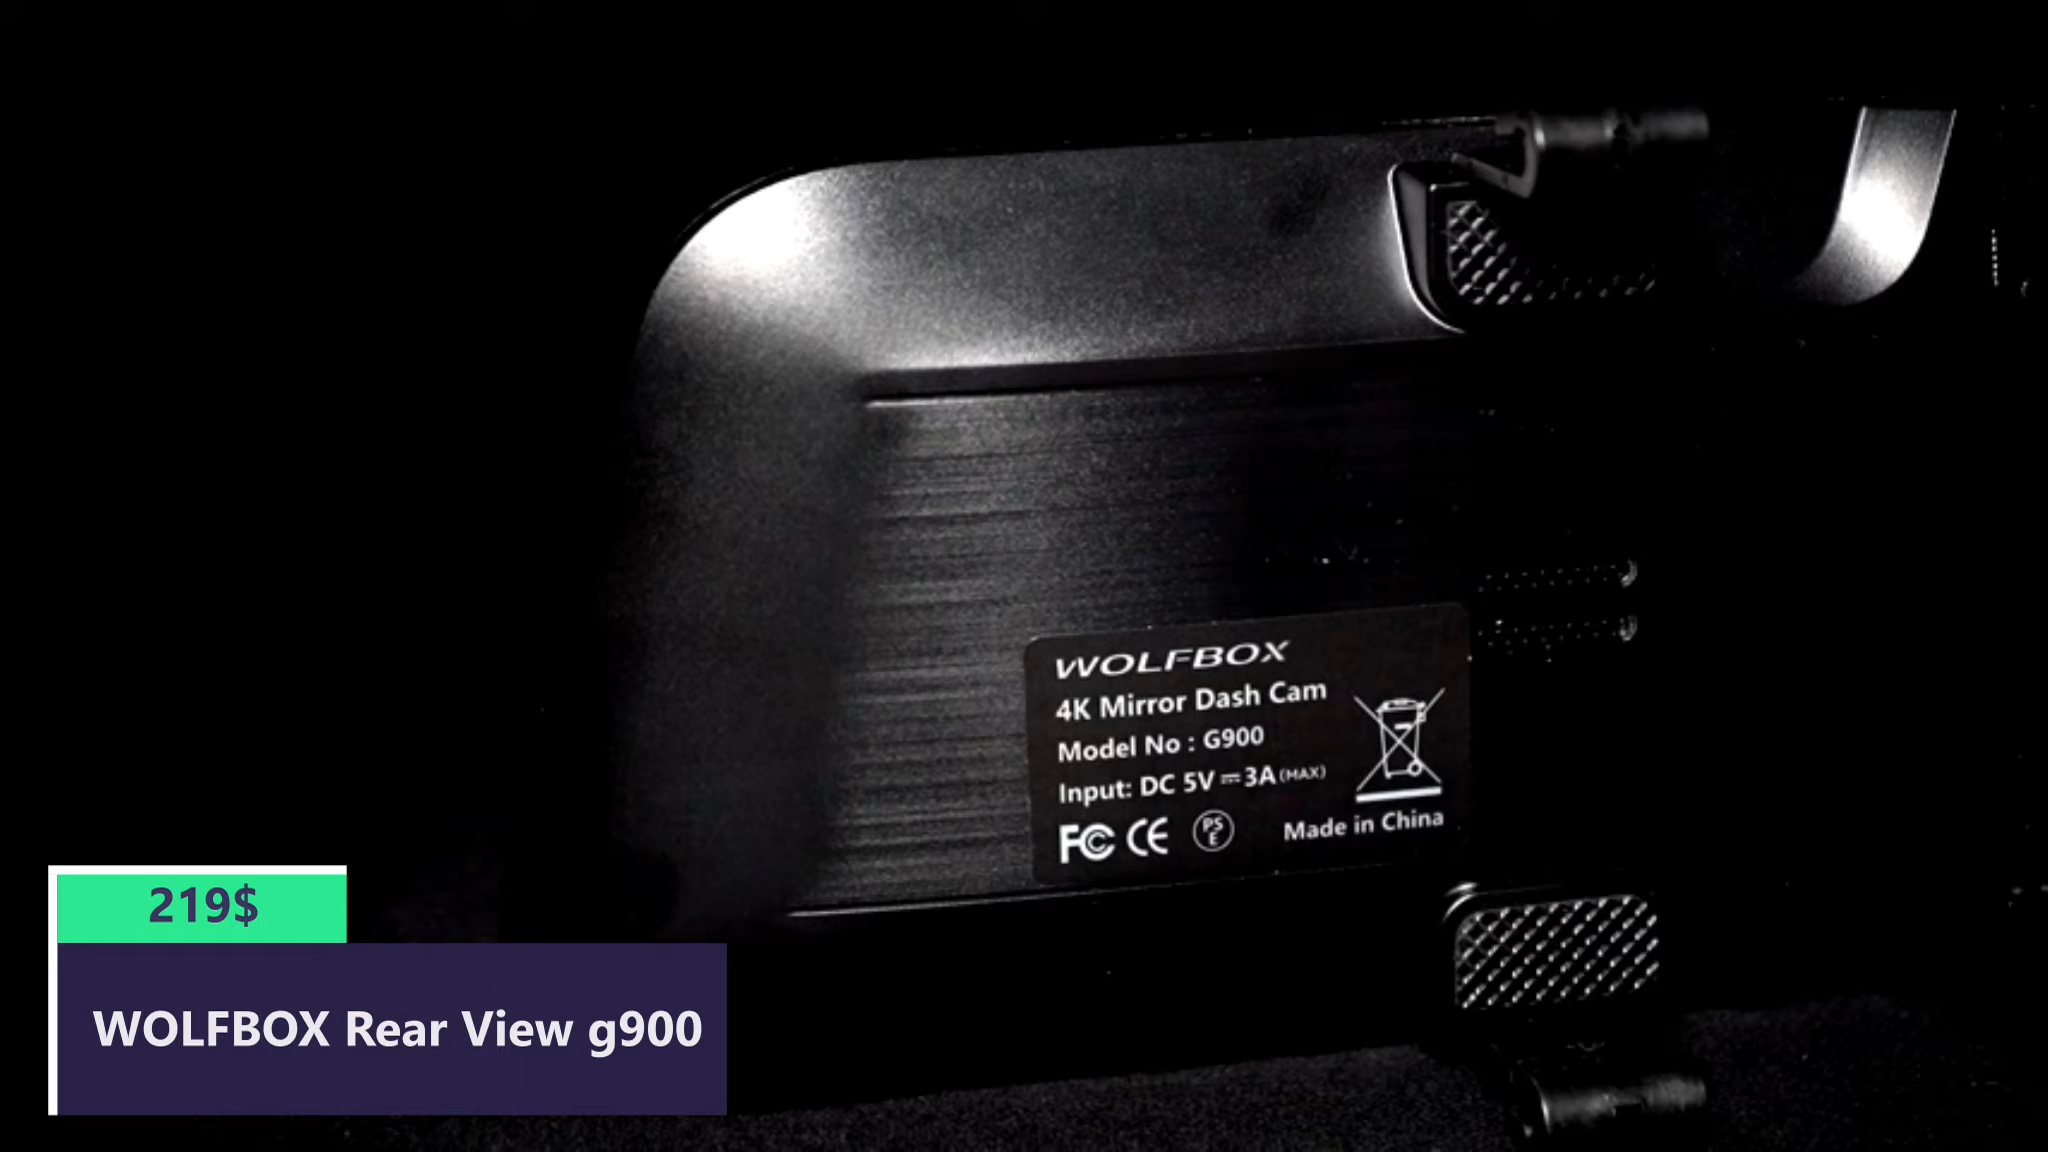 WOLFBOX
4K Mirror Dash Cam
Model No : G900
Input: DC 5V⎓3A (MAX)
FC CE PS E
Made in China
219$
WOLFBOX Rear View g900